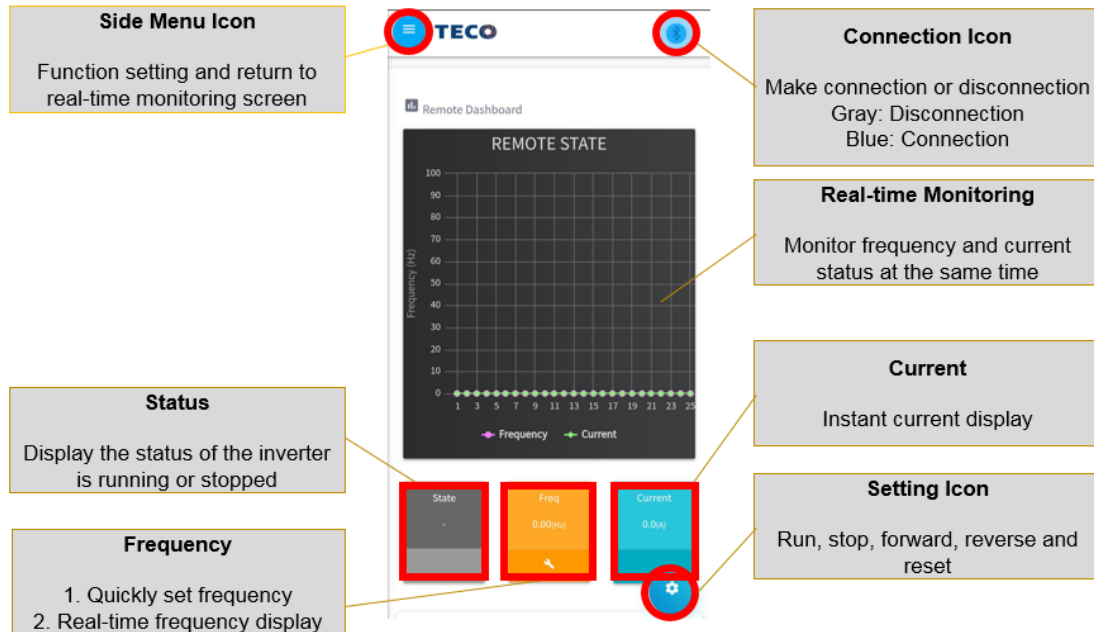 Side Menu Icon
Function setting and return to
real-time monitoring screen
Status
Display the status of the inverter
is running or stopped
Frequency
1. Quickly set frequency
2. Real-time frequency display
TECO
Remote Dashboard
REMOTE STATE
Frequency (Hz)
100
90
80
70
60
50
40
30
20
10
0
1 3 5 7 9 11 13 15 17 19 21 23 25
Frequency Current
State Freq Current
- 0.00(Hz) 0.0(A)
Connection Icon
Make connection or disconnection
Gray: Disconnection
Blue: Connection
Real-time Monitoring
Monitor frequency and current
status at the same time
Current
Instant current display
Setting Icon
Run, stop, forward, reverse and
reset